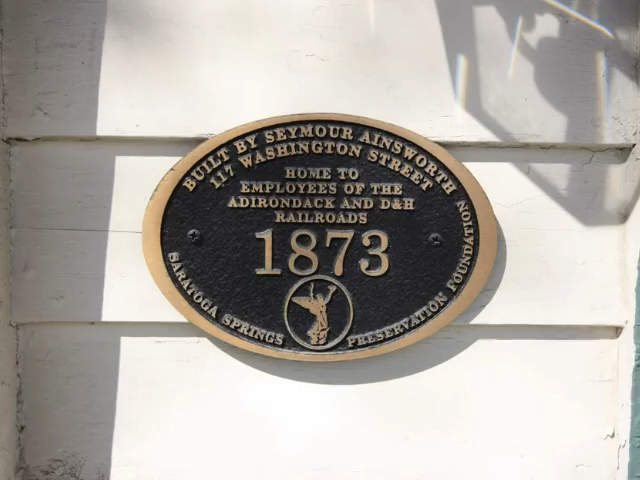 BUILT BY SEYMOUR AINSWORTH
117 WASHINGTON STREET
HOME TO
EMPLOYEES OF THE
ADIRONDACK AND D&H
RAILROADS
1873
SARATOGA SPRINGS PRESERVATION FOUNDATION